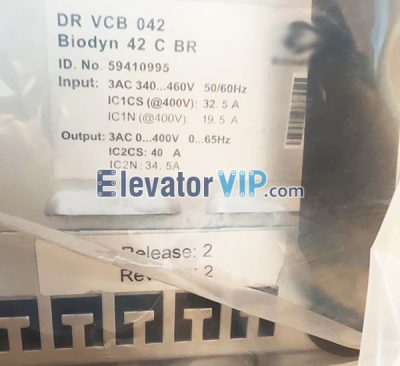 DR VCB 042
Biodyn 42 C BR
ID. No. 59410995
Input: 3AC 340...460V 50/60Hz
IC1CS (@400V): 32.5 A
IC1N (@400V): 19.5 A
Output: 3AC 0...400V 0...65Hz
IC2CS: 40 A
IC2N: 34.5A
ElevatorVIP.com
Release: 2
2